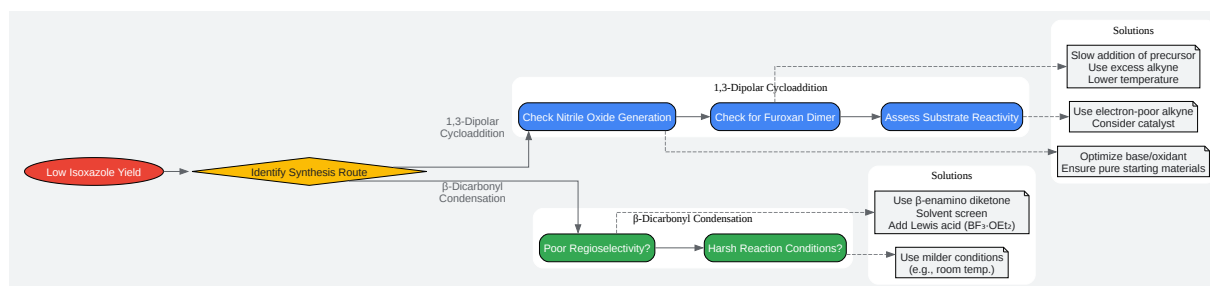 Low Isoxazole Yield
Identify Synthesis Route
1,3-Dipolar
Cycloaddition
β-Dicarbonyl
Condensation
1,3-Dipolar Cycloaddition
Check Nitrile Oxide Generation
Check for Furoxan Dimer
Assess Substrate Reactivity
Solutions
Slow addition of precursor
Use excess alkyne
Lower temperature
Use electron-poor alkyne
Consider catalyst
Optimize base/oxidant
Ensure pure starting materials
β-Dicarbonyl Condensation
Poor Regioselectivity?
Harsh Reaction Conditions?
Solutions
Use β-enamino diketone
Solvent screen
Add Lewis acid (BF₃·OEt₂)
Use milder conditions
(e.g., room temp.)